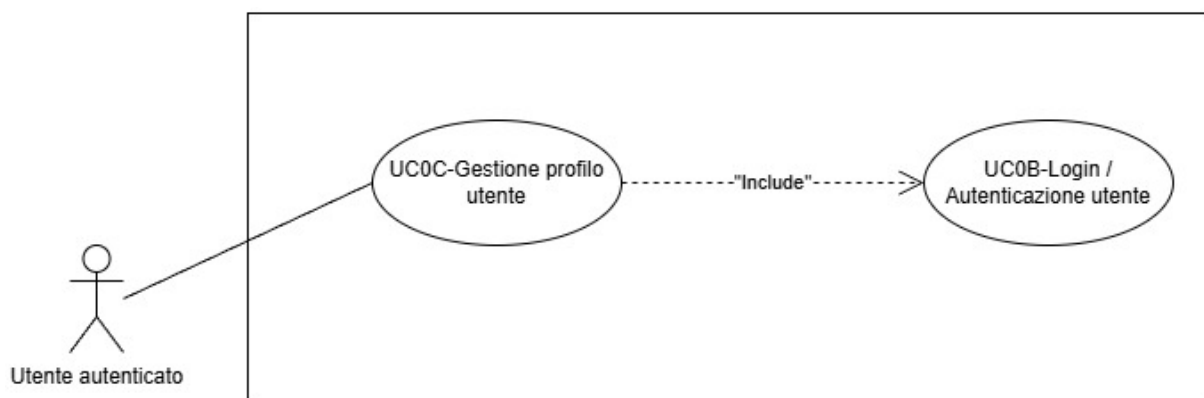 UC0C-Gestione profilo
utente
"Include"
UC0B-Login /
Autenticazione utente
Utente autenticato